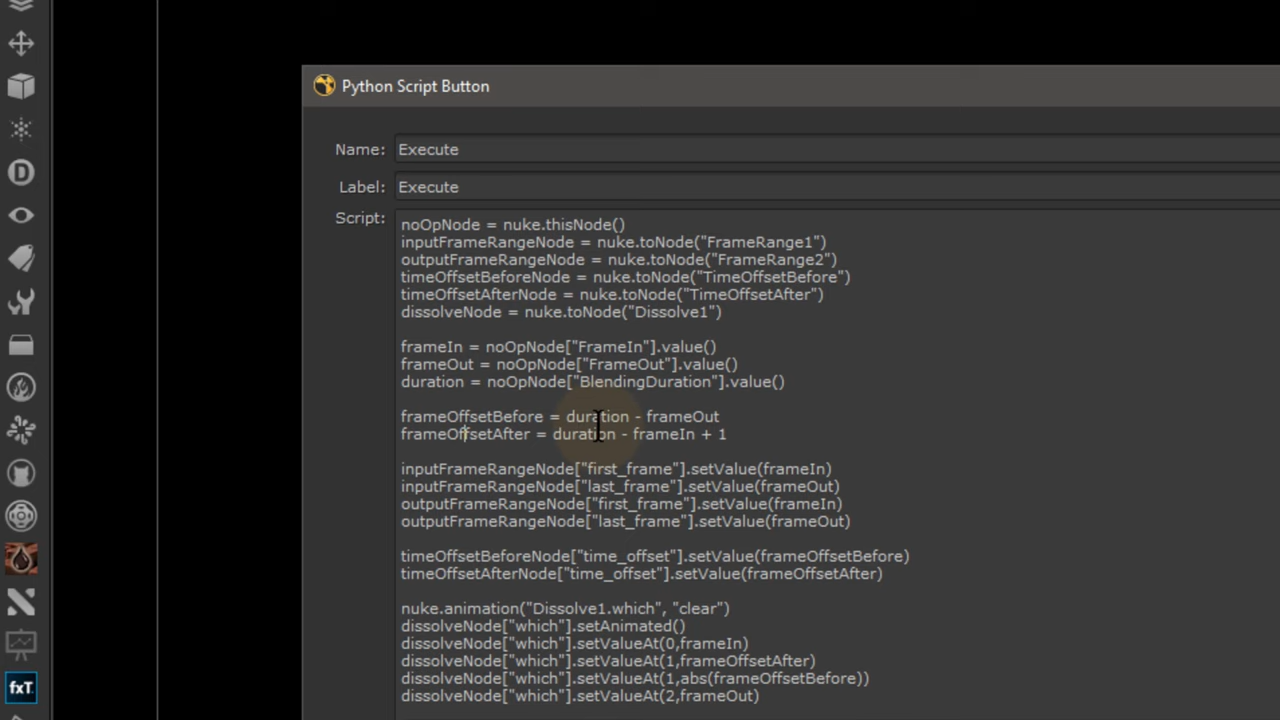 Python Script Button
Name: Execute
Label: Execute
Script:
noOpNode = nuke.thisNode()
inputFrameRangeNode = nuke.toNode("FrameRange1")
outputFrameRangeNode = nuke.toNode("FrameRange2")
timeOffsetBeforeNode = nuke.toNode("TimeOffsetBefore")
timeOffsetAfterNode = nuke.toNode("TimeOffsetAfter")
dissolveNode = nuke.toNode("Dissolve1")
frameIn = noOpNode["FrameIn"].value()
frameOut = noOpNode["FrameOut"].value()
duration = noOpNode["BlendingDuration"].value()
frameOffsetBefore = duration - frameOut
frameOffsetAfter = duration - frameIn + 1
inputFrameRangeNode["first_frame"].setValue(frameIn)
inputFrameRangeNode["last_frame"].setValue(frameOut)
outputFrameRangeNode["first_frame"].setValue(frameIn)
outputFrameRangeNode["last_frame"].setValue(frameOut)
timeOffsetBeforeNode["time_offset"].setValue(frameOffsetBefore)
timeOffsetAfterNode["time_offset"].setValue(frameOffsetAfter)
nuke.animation("Dissolve1.which", "clear")
dissolveNode["which"].setAnimated()
dissolveNode["which"].setValueAt(0,frameIn)
dissolveNode["which"].setValueAt(1,frameOffsetAfter)
dissolveNode["which"].setValueAt(1,abs(frameOffsetBefore))
dissolveNode["which"].setValueAt(2,frameOut)
D
fxT